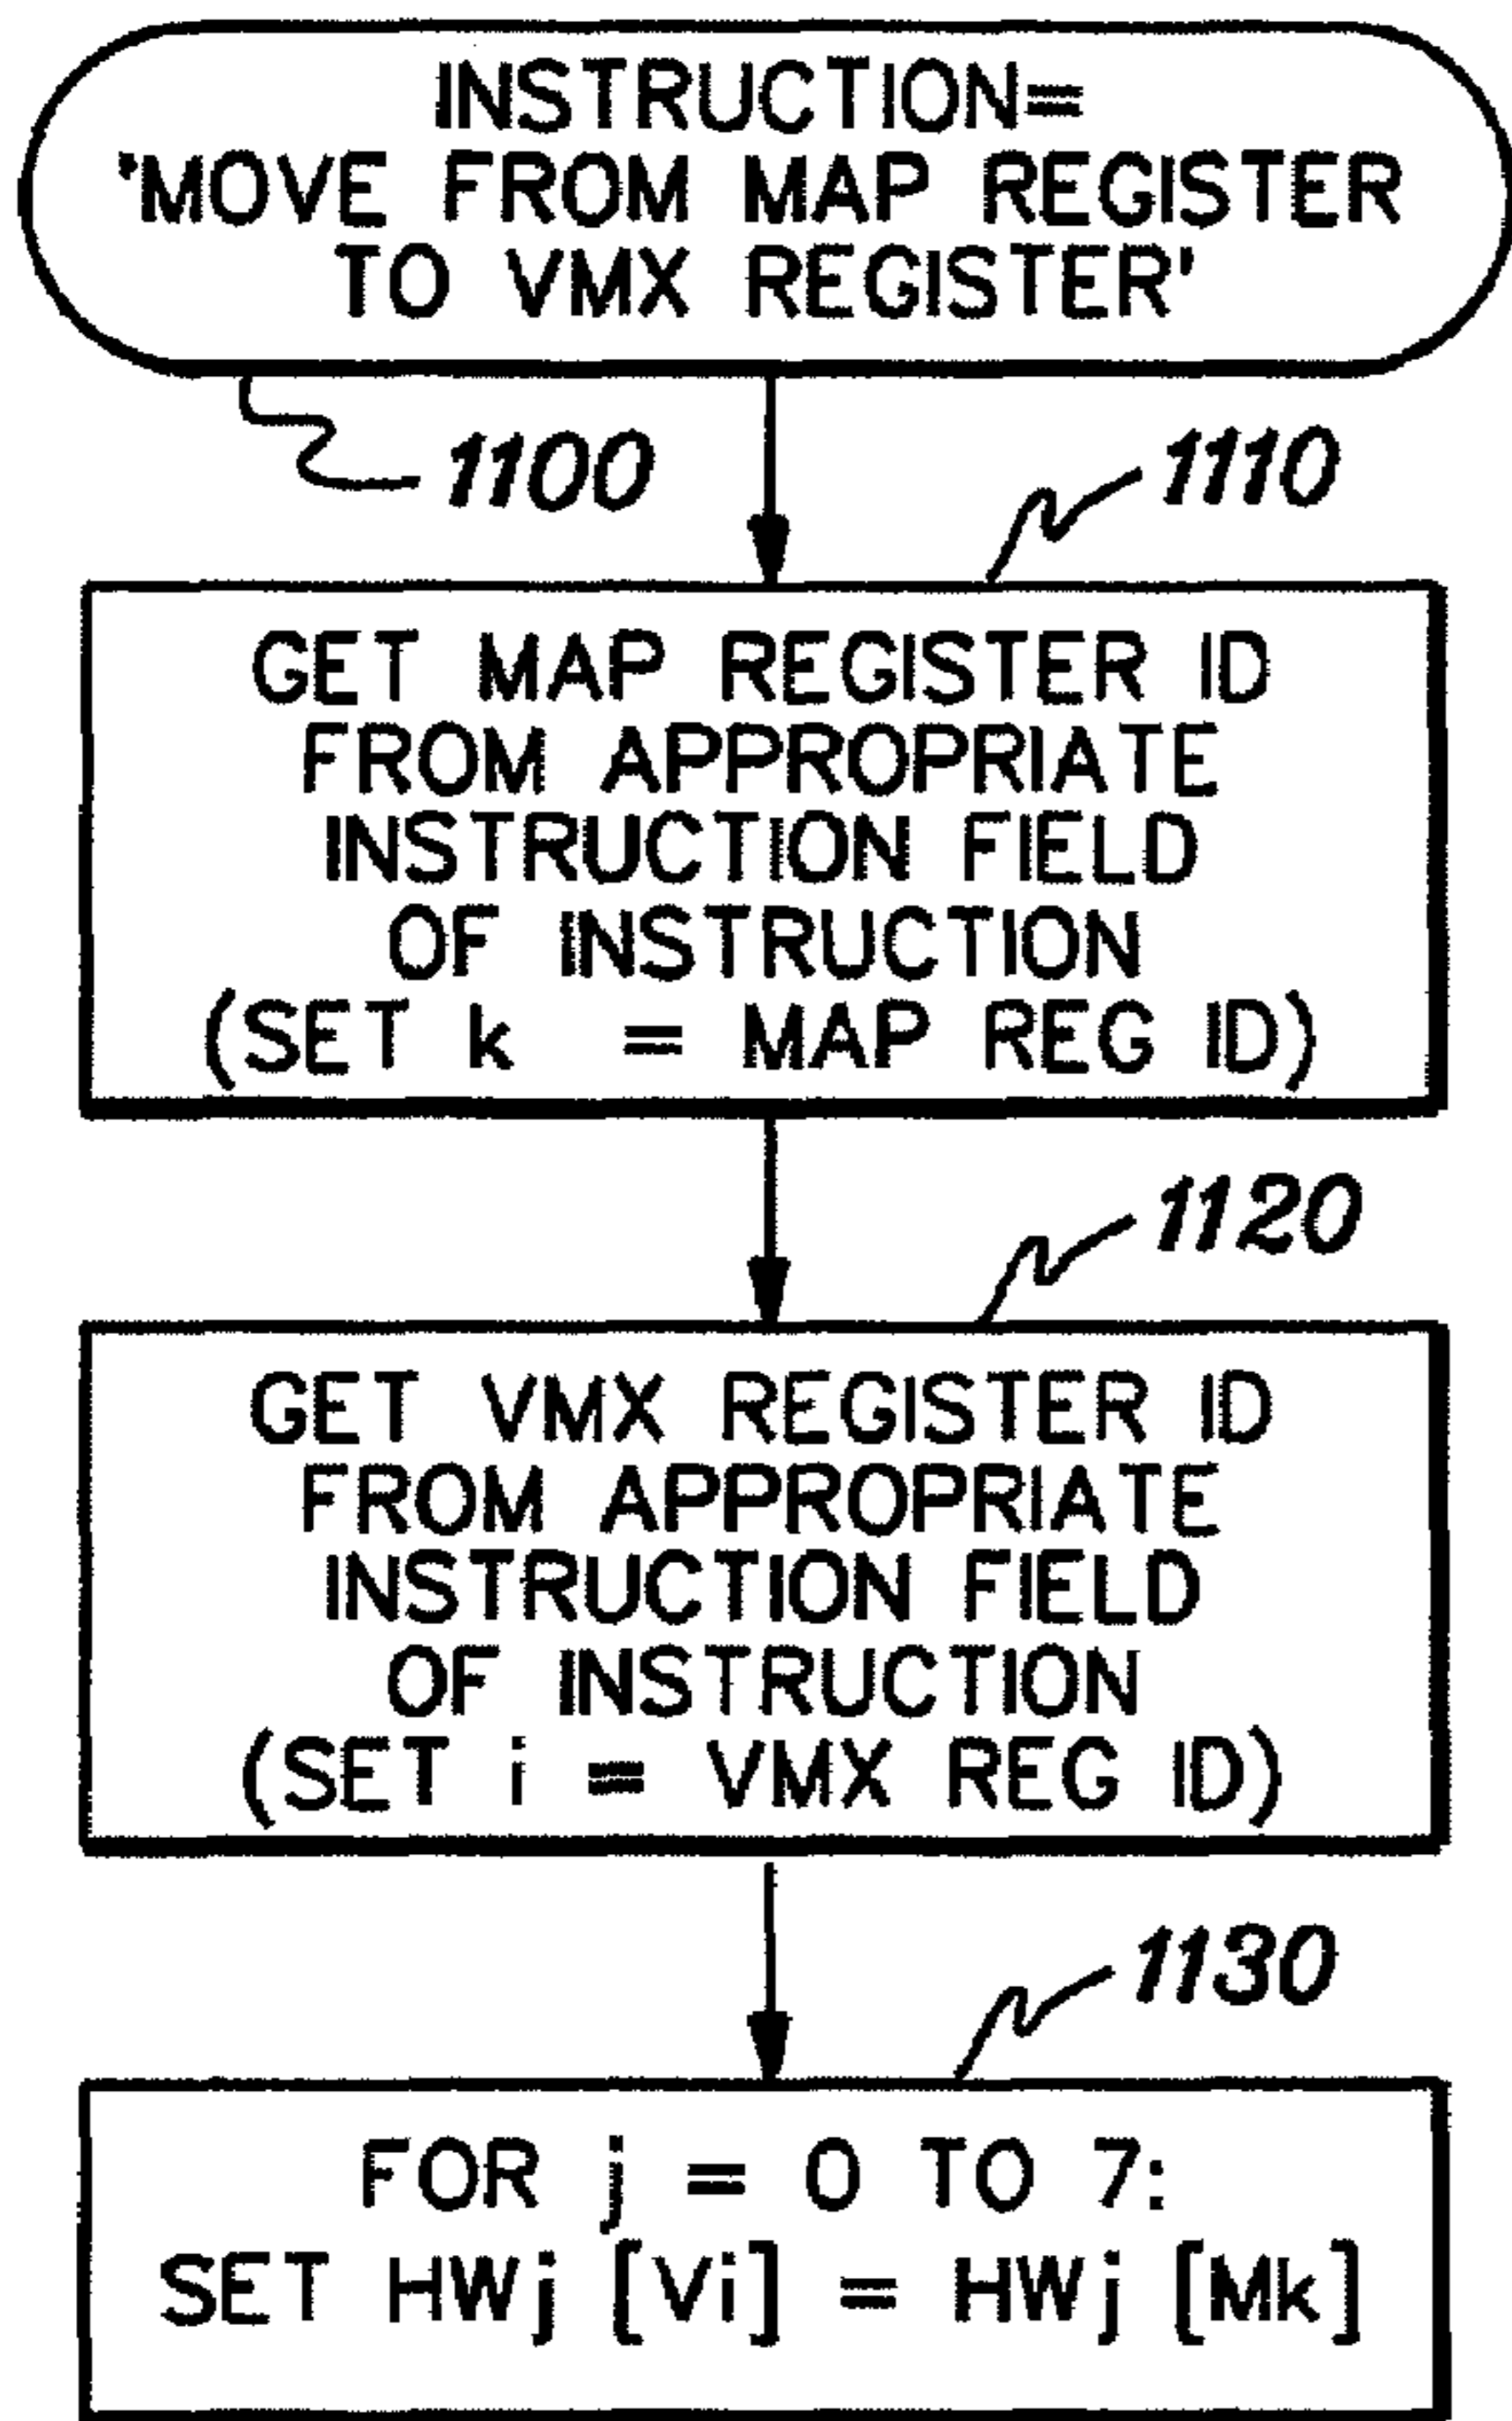 INSTRUCTION=
'MOVE FROM MAP REGISTER
TO VMX REGISTER'
1100
1110
GET MAP REGISTER ID
FROM APPROPRIATE
INSTRUCTION FIELD
OF INSTRUCTION
(SET k = MAP REG ID)
1120
GET VMX REGISTER ID
FROM APPROPRIATE
INSTRUCTION FIELD
OF INSTRUCTION
(SET i = VMX REG ID)
1130
FOR j = 0 TO 7:
SET HWj [Vi] = HWj [Mk]